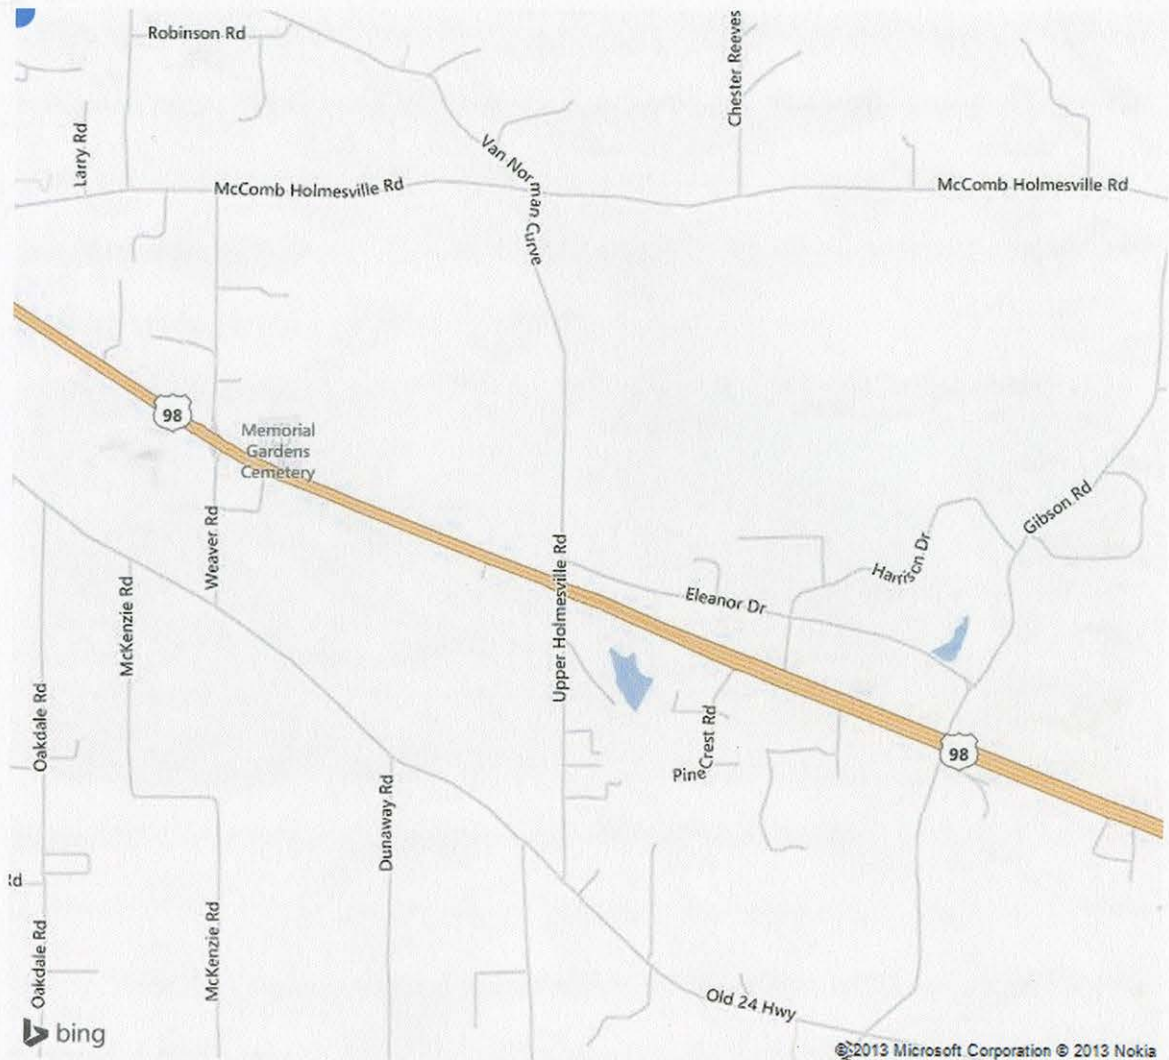 Robinson Rd
Chester Reeves
Larry Rd
Van Norman Curve
McComb Holmesville Rd
McComb Holmesville Rd
98
Memorial
Gardens
Cemetery
Gibson Rd
Weaver Rd
Harrison Dr
McKenzie Rd
Upper Holmesville Rd
Eleanor Dr
Oakdale Rd
Pine Crest Rd
98
Dunaway Rd
Rd
McKenzie Rd
Oakdale Rd
Old 24 Hwy
bing
© 2013 Microsoft Corporation © 2013 Nokia